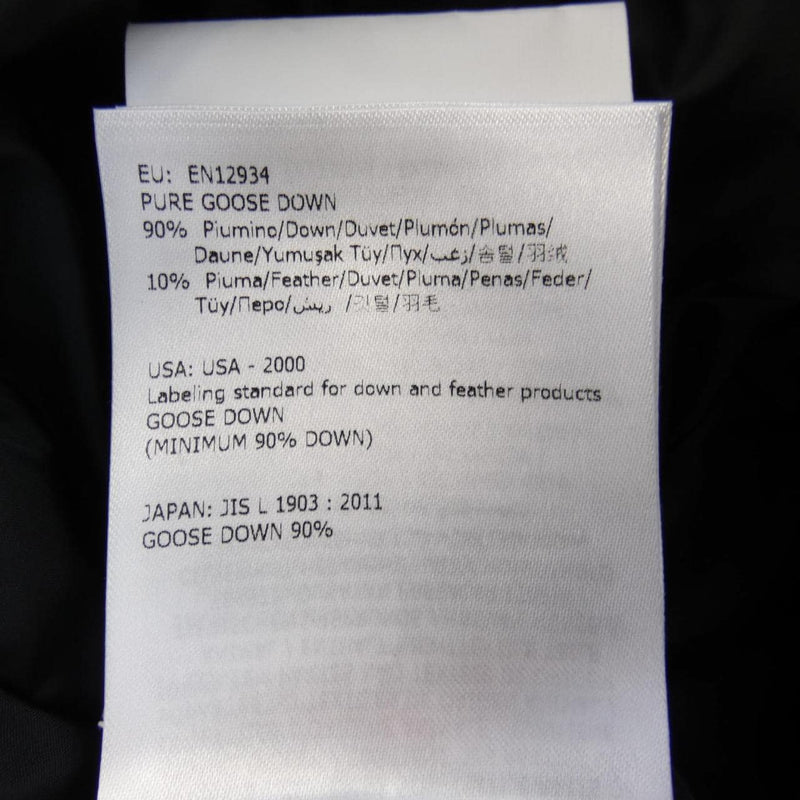 EU: EN12934
PURE GOOSE DOWN
90% Piumino/Down/Duvet/Plumón/Plumas/
Daune/Yumuşak Tüy/Пух/زغب/솜털/羽绒
10% Piuma/Feather/Duvet/Pluma/Penas/Feder/
Tüy/Перо/ريش /깃털/羽毛
USA: USA - 2000
Labeling standard for down and feather products
GOOSE DOWN
(MINIMUM 90% DOWN)
JAPAN: JIS L 1903 : 2011
GOOSE DOWN 90%